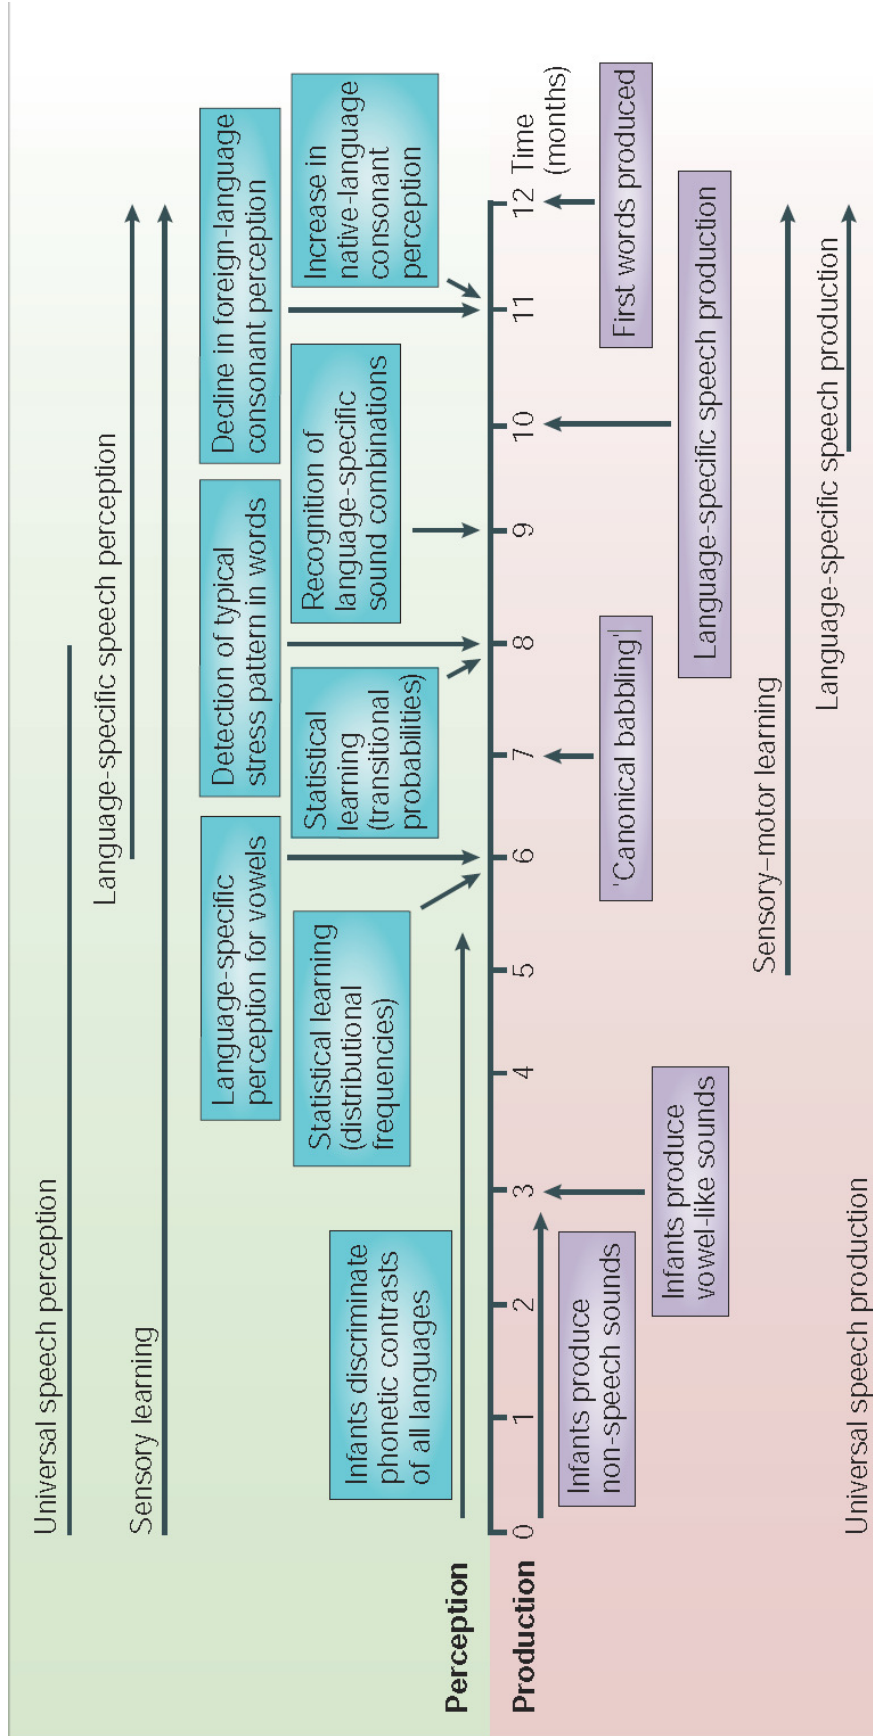 Universal speech perception
Language-specific speech perception
Sensory learning
Language-specific
perception for vowels
Detection of typical
stress pattern in words
Decline in foreign-language
consonant perception
Infants discriminate
phonetic contrasts
of all languages
Statistical learning
(distributional
frequencies)
Statistical
learning
(transitional
probabilities)
Recognition of
language-specific
sound combinations
Increase in
native-language
consonant
perception
Perception
Production
0 1 2 3 4 5 6 7 8 9 10 11 12
Time
(months)
Infants produce
non-speech sounds
Infants produce
vowel-like sounds
'Canonical babbling'
Language-specific speech production
First words produced
Sensory–motor learning
Universal speech production
Language-specific speech production